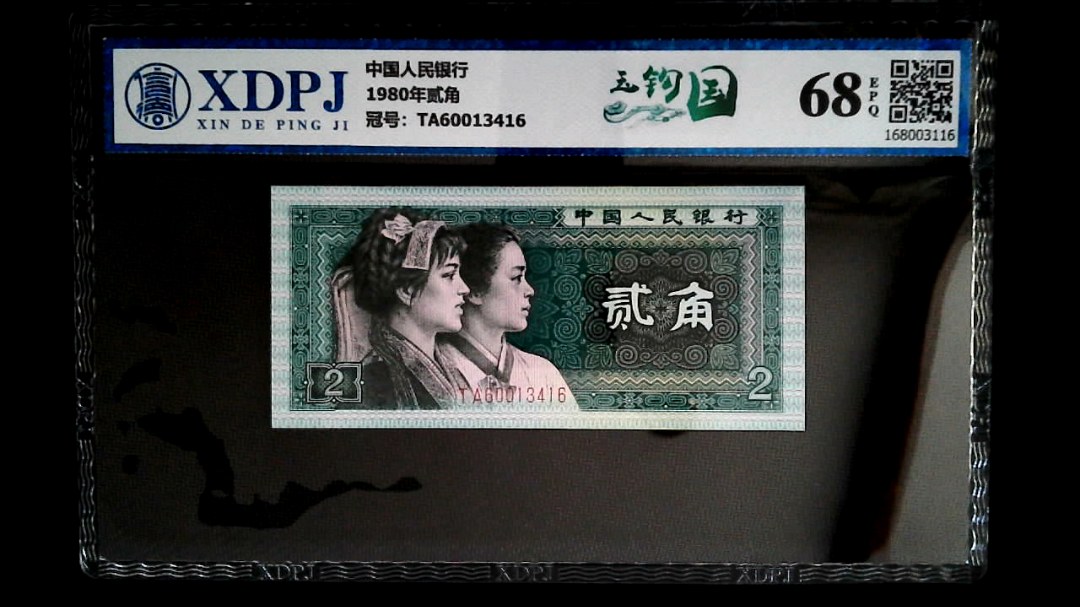 XDPJ
XIN DE PING JI
中国人民银行
1980年贰角
冠号：TA60013416
玉钩国
68
EPQ
168003116
中国人民银行
贰角
2
TA60013416
2
XDPJ
XDPJ
XDPJ